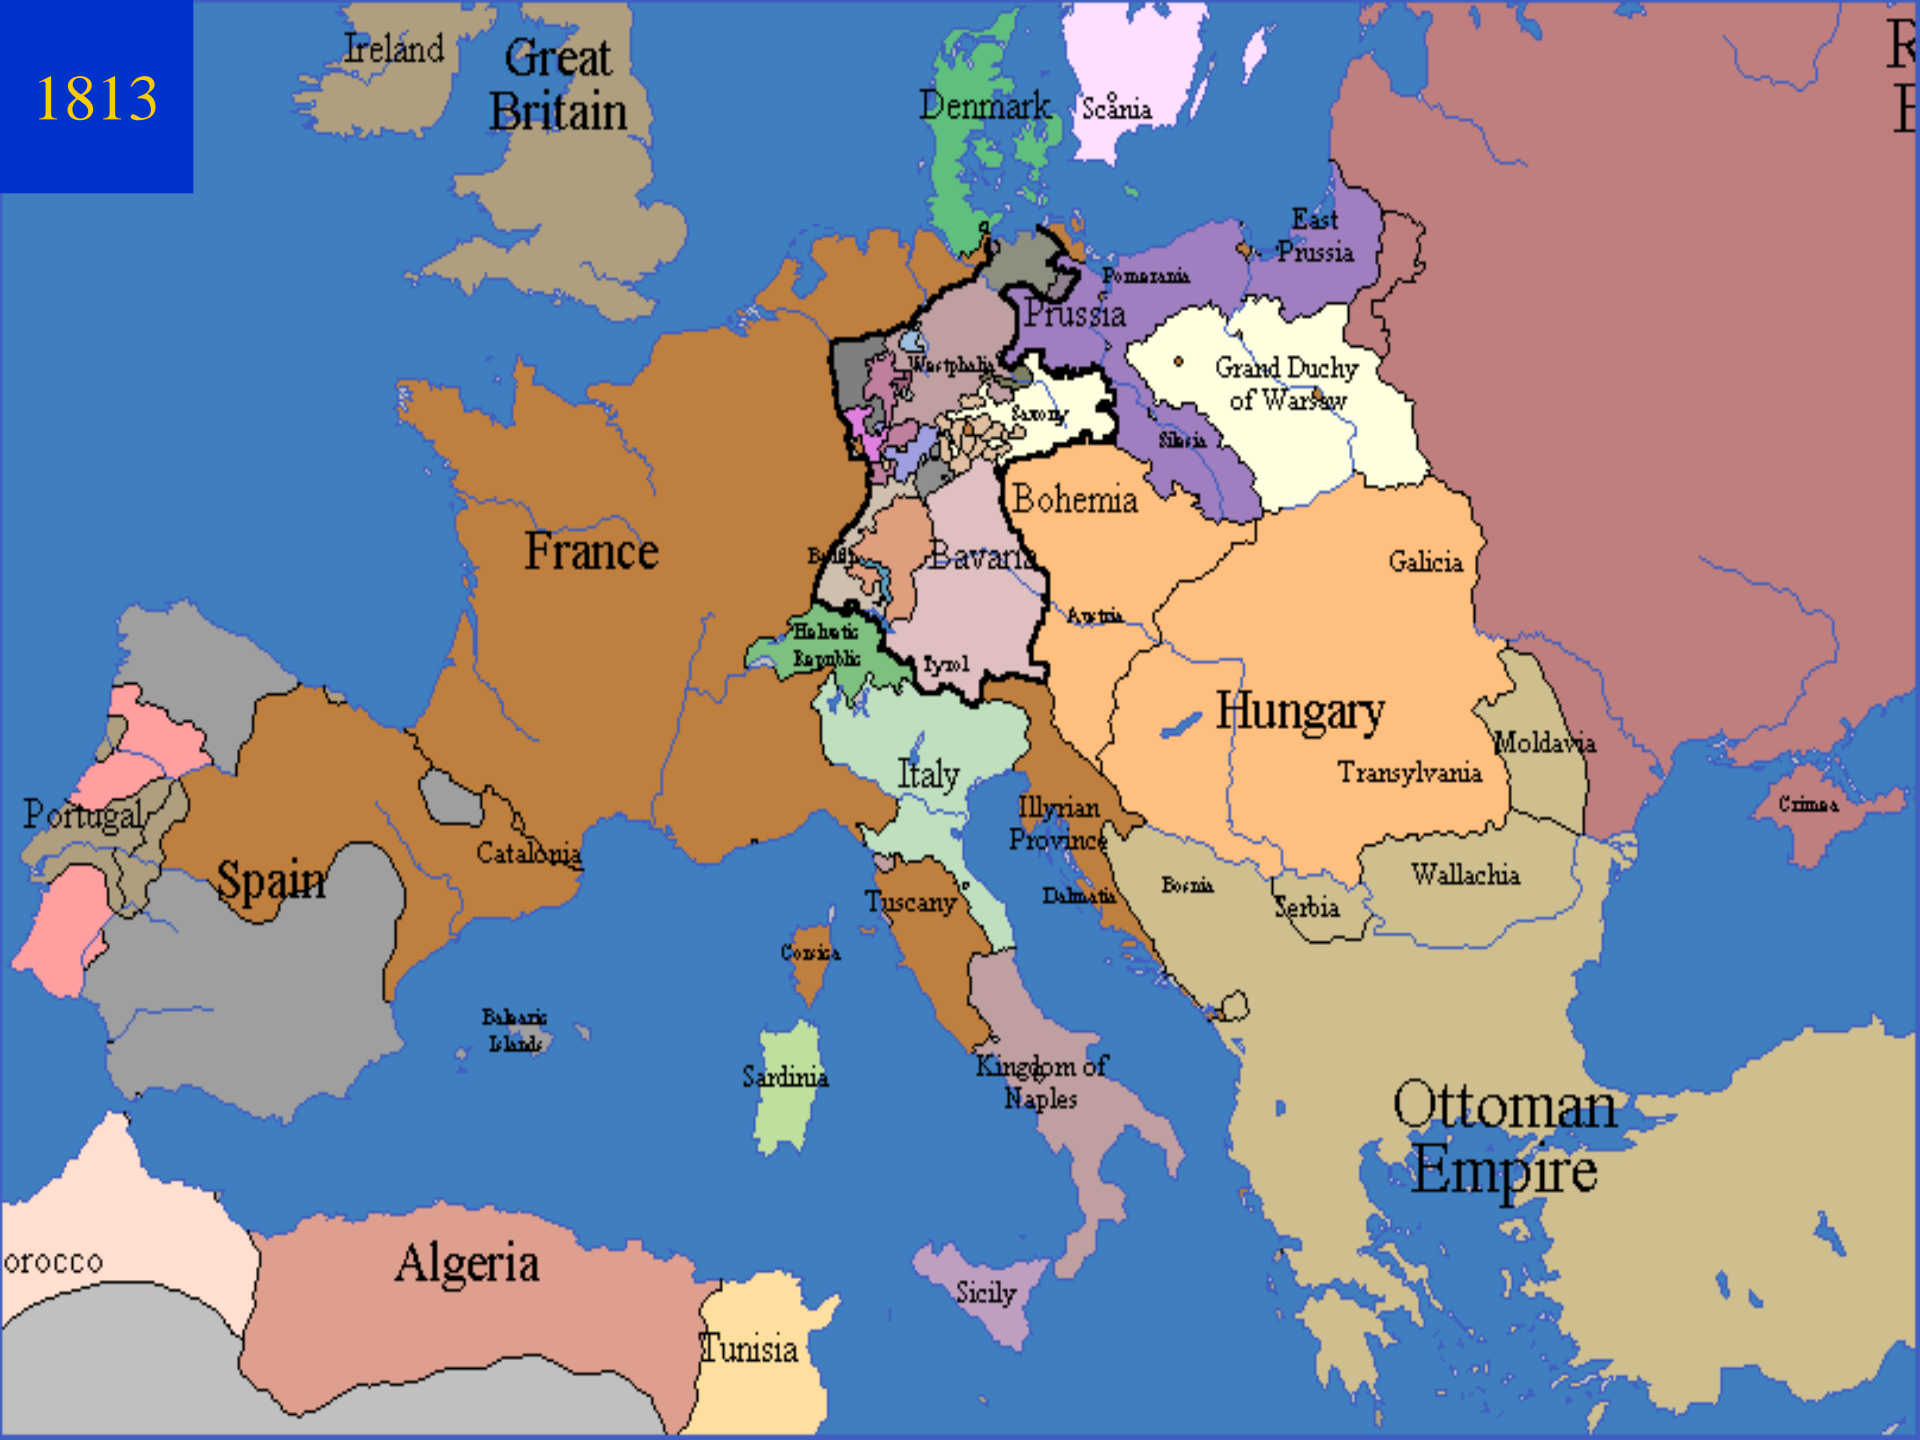 1813
Ireland
Great
Britain
Denmark
Scånia
R
E
East
Prussia
Pomerania
Prussia
Westphalia
Grand Duchy
of Warsaw
Saxony
Silesia
Bohemia
France
Baden
Bavaria
Galicia
Austria
Helvetic
Republic
Tyrol
Hungary
Moldavia
Transylvania
Italy
Crimea
Portugal
Illyrian
Province
Catalonia
Spain
Tuscany
Dalmatia
Bosnia
Serbia
Wallachia
Corsica
Balearic
Islands
Sardinia
Kingdom of
Naples
Ottoman
Empire
orocco
Algeria
Sicily
Tunisia